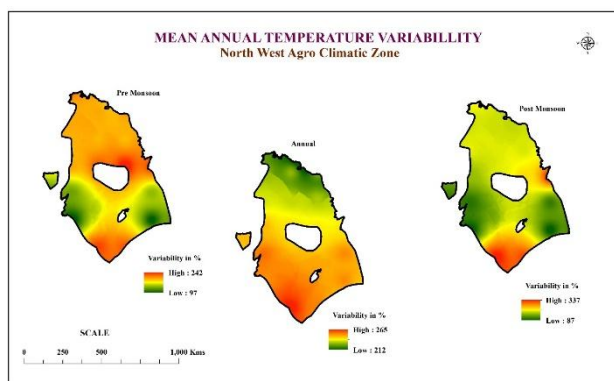 MEAN ANNUAL TEMPERATURE VARIABILLITY
North West Agro Climatic Zone
Pre Monsoon
Annual
Post Monsoon
Variability in %
High : 242
Low : 97
Variability in %
High : 265
Low : 212
Variability in %
High : 337
Low : 87
SCALE
0 250 500 1,000 Kms